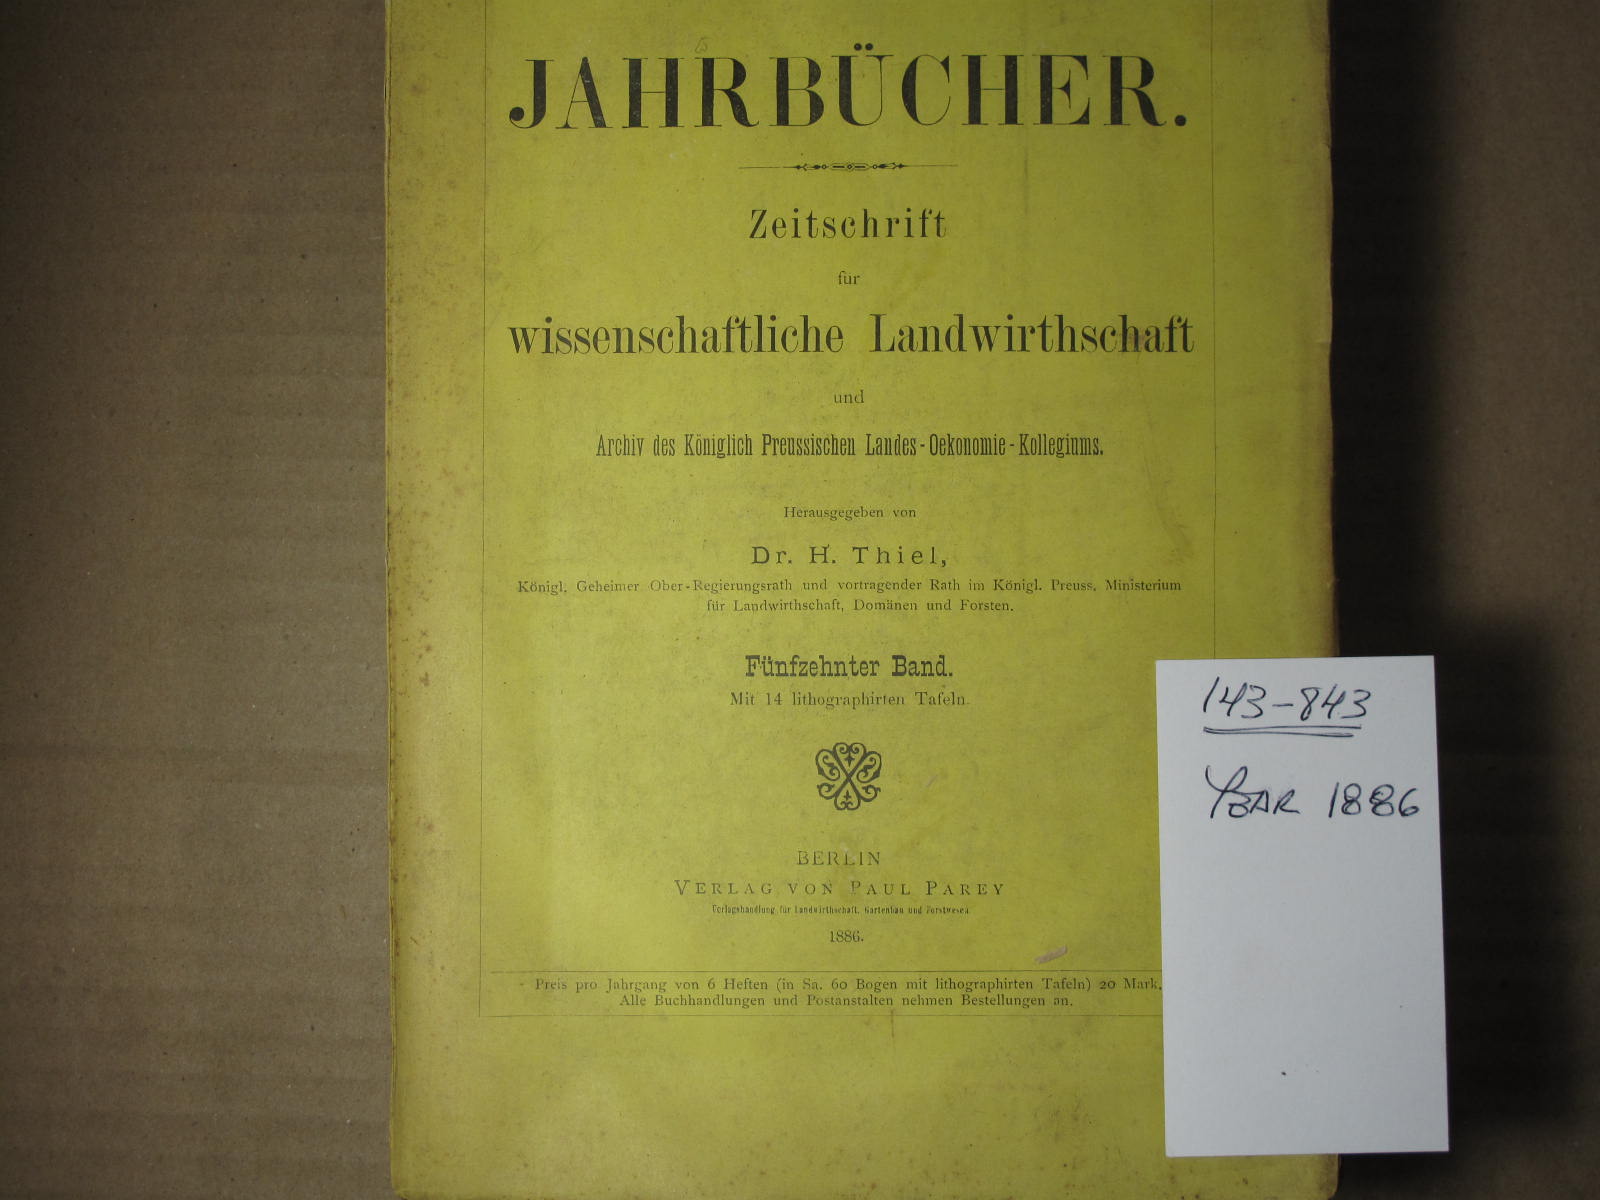 JAHRBÜCHER.
Zeitschrift
für
wissenschaftliche Landwirthschaft
und
Archiv des Königlich Preussischen Landes-Oekonomie-Kollegiums.
Herausgegeben von
Dr. H. Thiel,
Königl. Geheimer Ober-Regierungsrath und vortragender Rath im Königl. Preuss. Ministerium
für Landwirthschaft, Domänen und Forsten.
Fünfzehnter Band.
Mit 14 lithographirten Tafeln.
BERLIN
VERLAG VON PAUL PAREY
Verlagshandlung für Landwirthschaft, Gartenbau und Forstwesen
1886.
Preis pro Jahrgang von 6 Heften (in Sa. 60 Bogen mit lithographirten Tafeln) 20 Mark.
Alle Buchhandlungen und Postanstalten nehmen Bestellungen an.
143-843
YEAR 1886